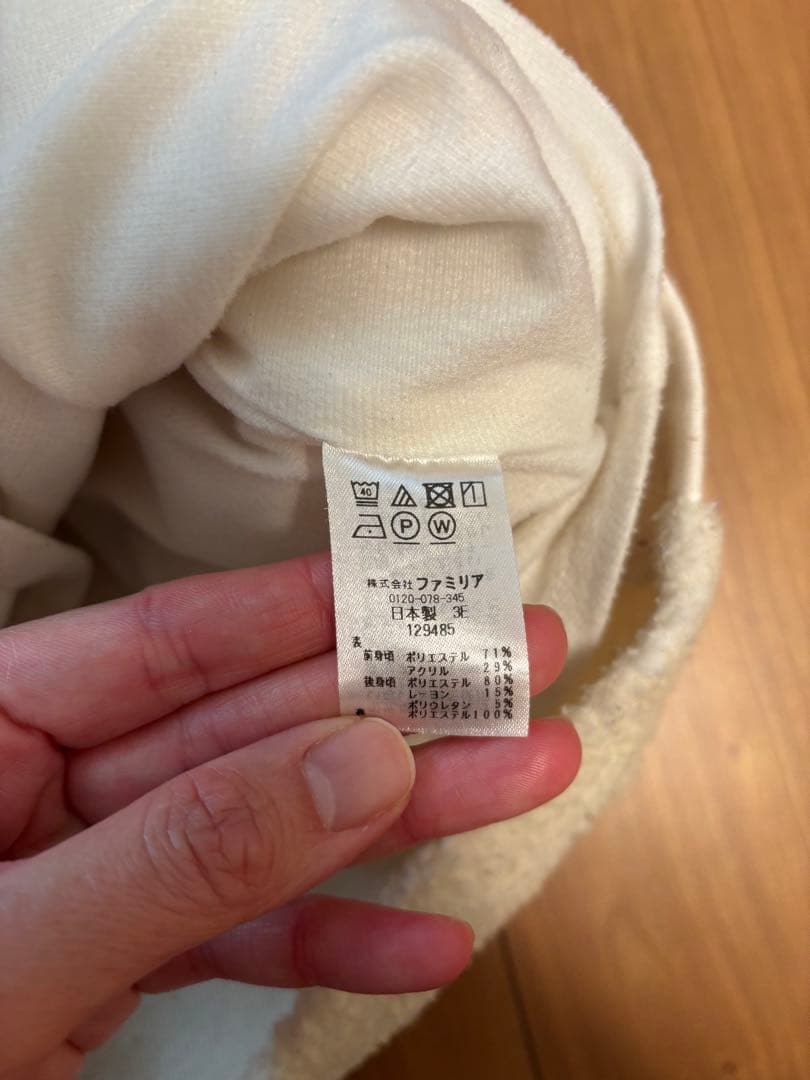 40
P W
株式会社 ファミリア
0120-078-345
日本製 3E
129485
表
前身頃 ポリエステル 71%
アクリル 29%
後身頃 ポリエステル 80%
レーヨン 15%
ポリウレタン 5%
ポリエステル100%